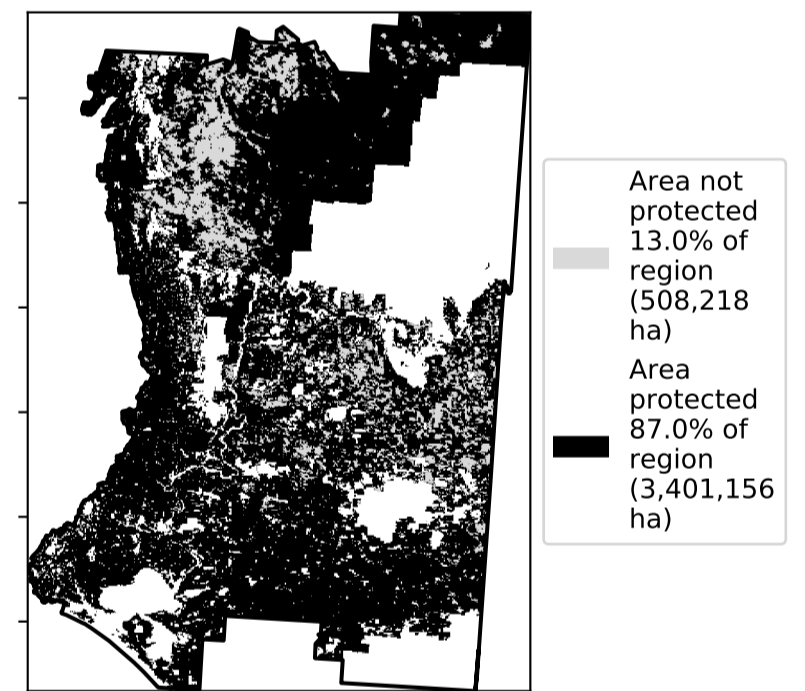 Area not
protected
13.0% of
region
(508,218
ha)
Area
protected
87.0% of
region
(3,401,156
ha)